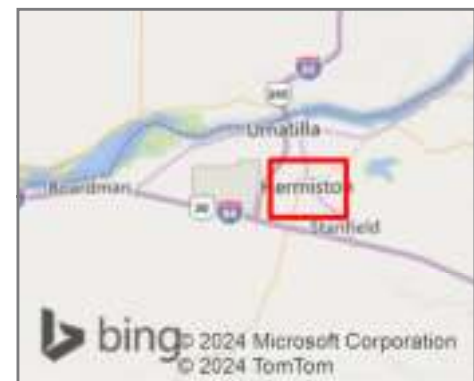 Umatilla
Boardman
Hermiston
Stanfield
bing
© 2024 Microsoft Corporation
© 2024 TomTom